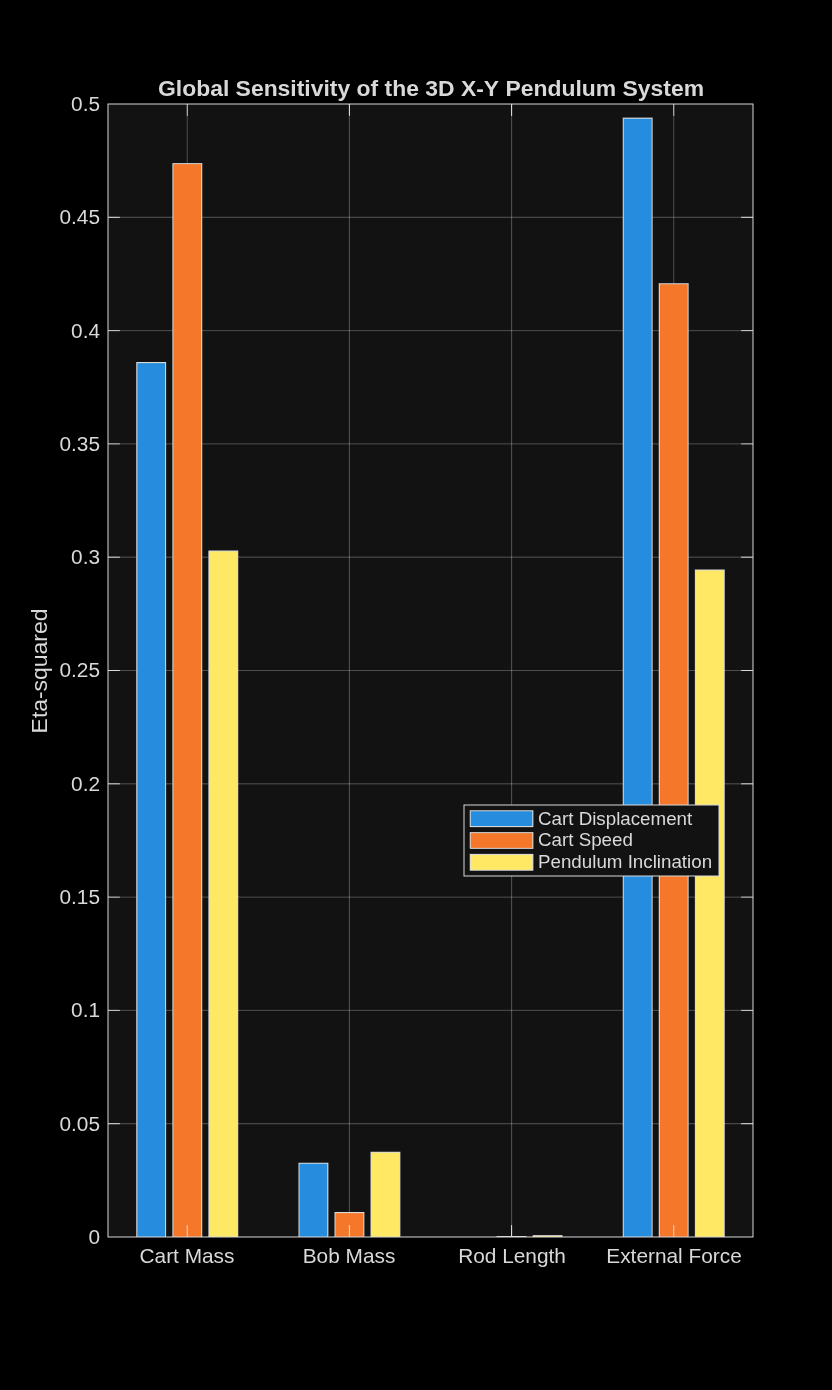 Global Sensitivity of the 3D X-Y Pendulum System
0.5
0.45
0.4
0.35
0.3
0.25
0.2
0.15
0.1
0.05
0
Eta-squared
Cart Displacement
Cart Speed
Pendulum Inclination
Cart Mass
Bob Mass
Rod Length
External Force